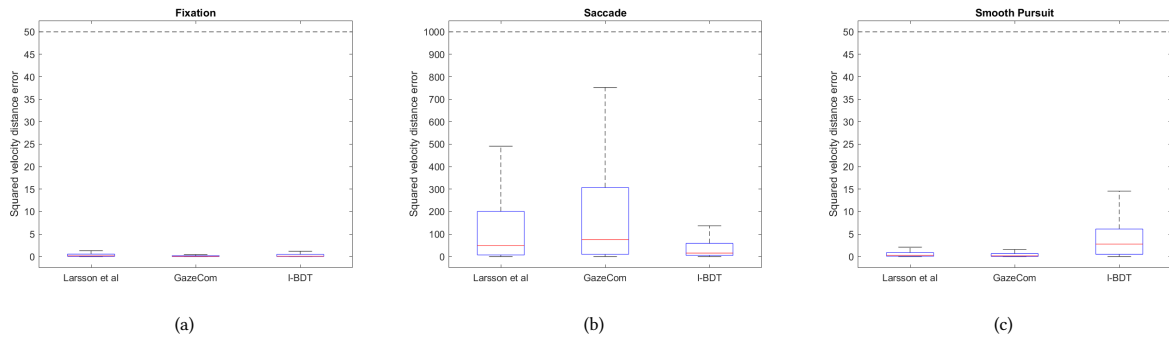 Fixation
Squared velocity distance error
50
45
40
35
30
25
20
15
10
5
0
Larsson et al GazeCom I-BDT
(a)
Saccade
Squared velocity distance error
1000
900
800
700
600
500
400
300
200
100
0
Larsson et al GazeCom I-BDT
(b)
Smooth Pursuit
Squared velocity distance error
50
45
40
35
30
25
20
15
10
5
0
Larsson et al GazeCom I-BDT
(c)